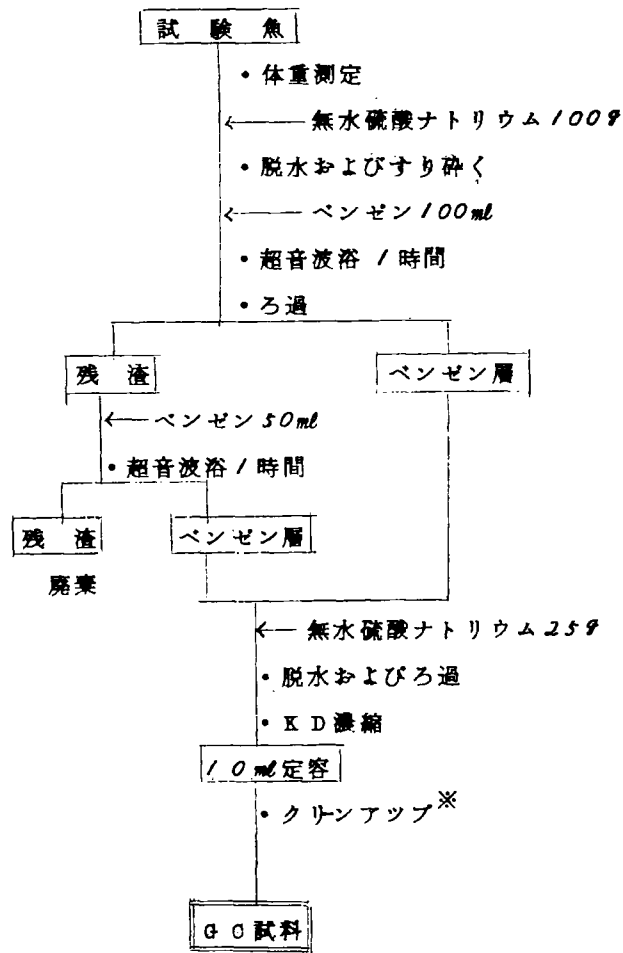 試験魚
・体重測定
無水硫酸ナトリウム100g
・脱水およびすり砕く
ベンゼン100ml
・超音波浴 1時間
・ろ過
残渣 ベンゼン層
ベンゼン50ml
・超音波浴1時間
残渣 ベンゼン層
廃棄
無水硫酸ナトリウム25g
・脱水およびろ過
・KD濃縮
10ml定容
・クリンアップ※
GC試料